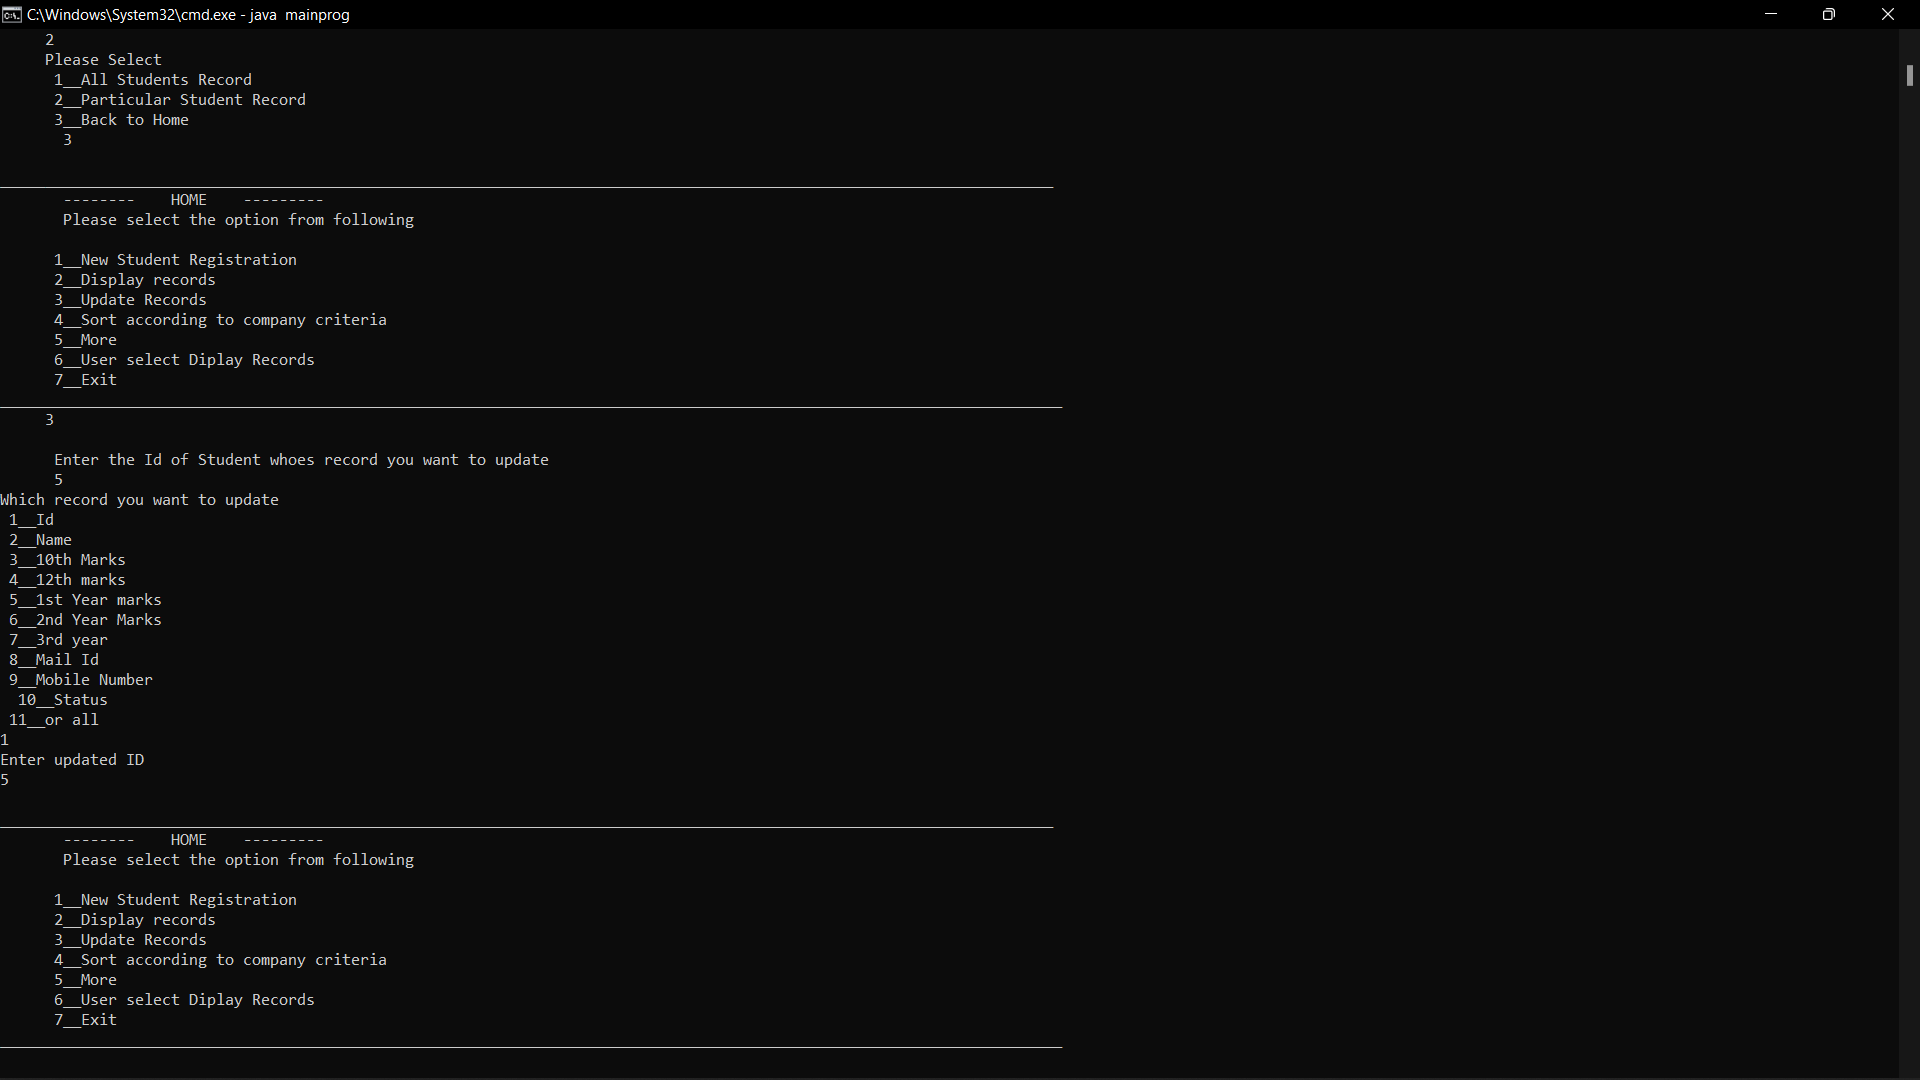 C:\Windows\System32\cmd.exe - java  mainprog
2
Please Select
1__All Students Record
2__Particular Student Record
3__Back to Home
3
--------    HOME    ---------
Please select the option from following
1__New Student Registration
2__Display records
3__Update Records
4__Sort according to company criteria
5__More
6__User select Diplay Records
7__Exit
3
Enter the Id of Student whoes record you want to update
5
Which record you want to update
1__Id
2__Name
3__10th Marks
4__12th marks
5__1st Year marks
6__2nd Year Marks
7__3rd year
8__Mail Id
9__Mobile Number
10__Status
11__or all
1
Enter updated ID
5
--------    HOME    ---------
Please select the option from following
1__New Student Registration
2__Display records
3__Update Records
4__Sort according to company criteria
5__More
6__User select Diplay Records
7__Exit